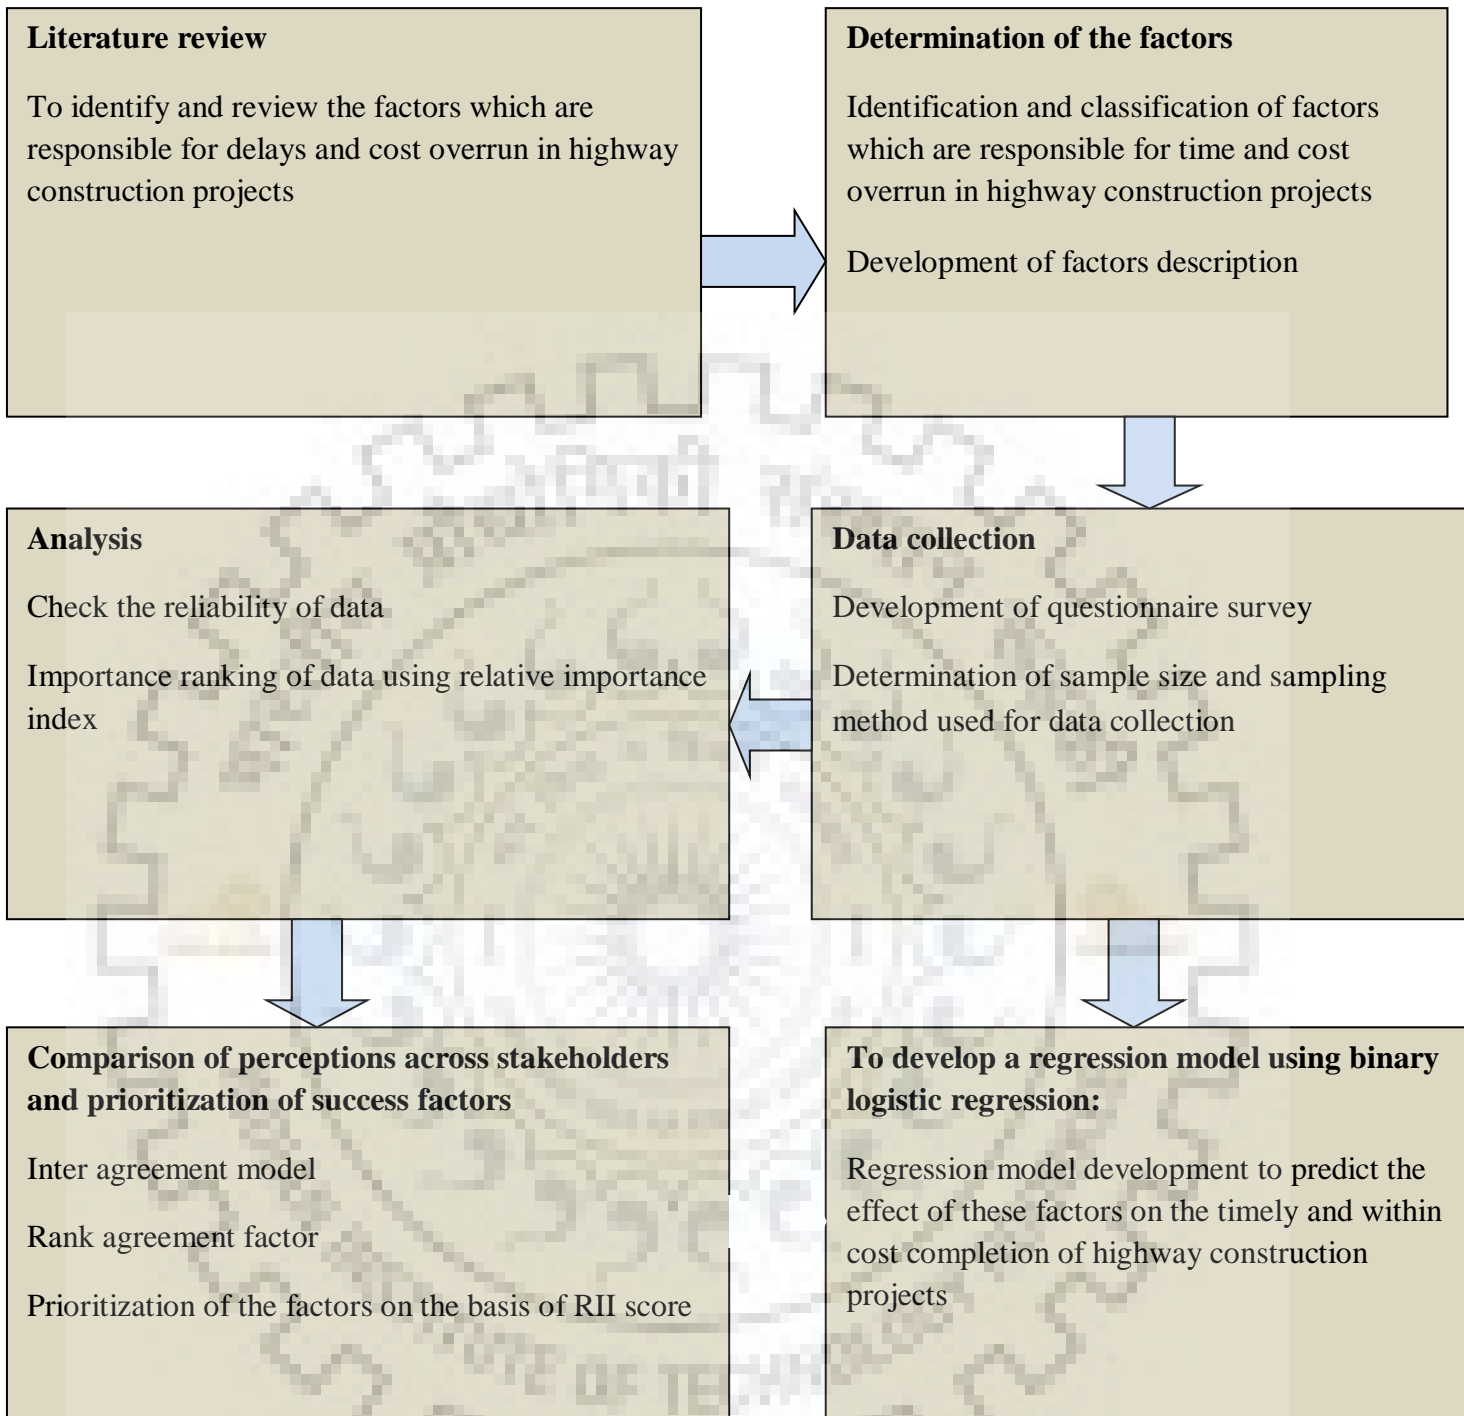 Literature review
To identify and review the factors which are
responsible for delays and cost overrun in highway
construction projects
Determination of the factors
Identification and classification of factors
which are responsible for time and cost
overrun in highway construction projects
Development of factors description
Analysis
Check the reliability of data
Importance ranking of data using relative importance
index
Data collection
Development of questionnaire survey
Determination of sample size and sampling
method used for data collection
Comparison of perceptions across stakeholders
and prioritization of success factors
Inter agreement model
Rank agreement factor
Prioritization of the factors on the basis of RII score
To develop a regression model using binary
logistic regression:
Regression model development to predict the
effect of these factors on the timely and within
cost completion of highway construction
projects
OF